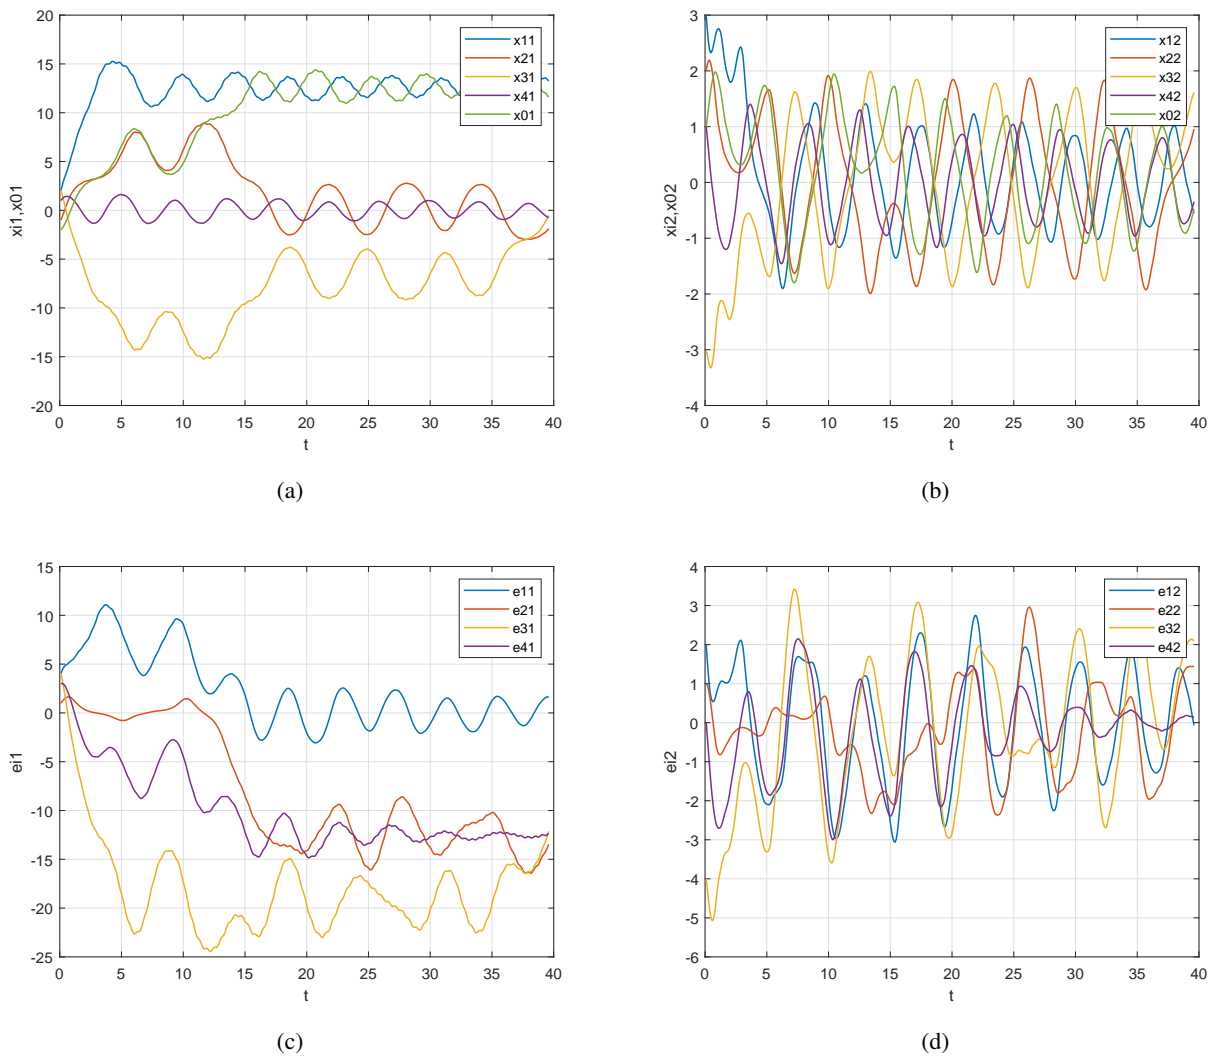 20
15
10
5
0
-5
-10
-15
-20
xi1,x01
x11
x21
x31
x41
x01
0 5 10 15 20 25 30 35 40
t
(a)
3
2
1
0
-1
-2
-3
-4
xi2,x02
x12
x22
x32
x42
x02
0 5 10 15 20 25 30 35 40
t
(b)
15
10
5
0
-5
-10
-15
-20
-25
ei1
e11
e21
e31
e41
0 5 10 15 20 25 30 35 40
t
(c)
4
3
2
1
0
-1
-2
-3
-4
-5
-6
ei2
e12
e22
e32
e42
0 5 10 15 20 25 30 35 40
t
(d)